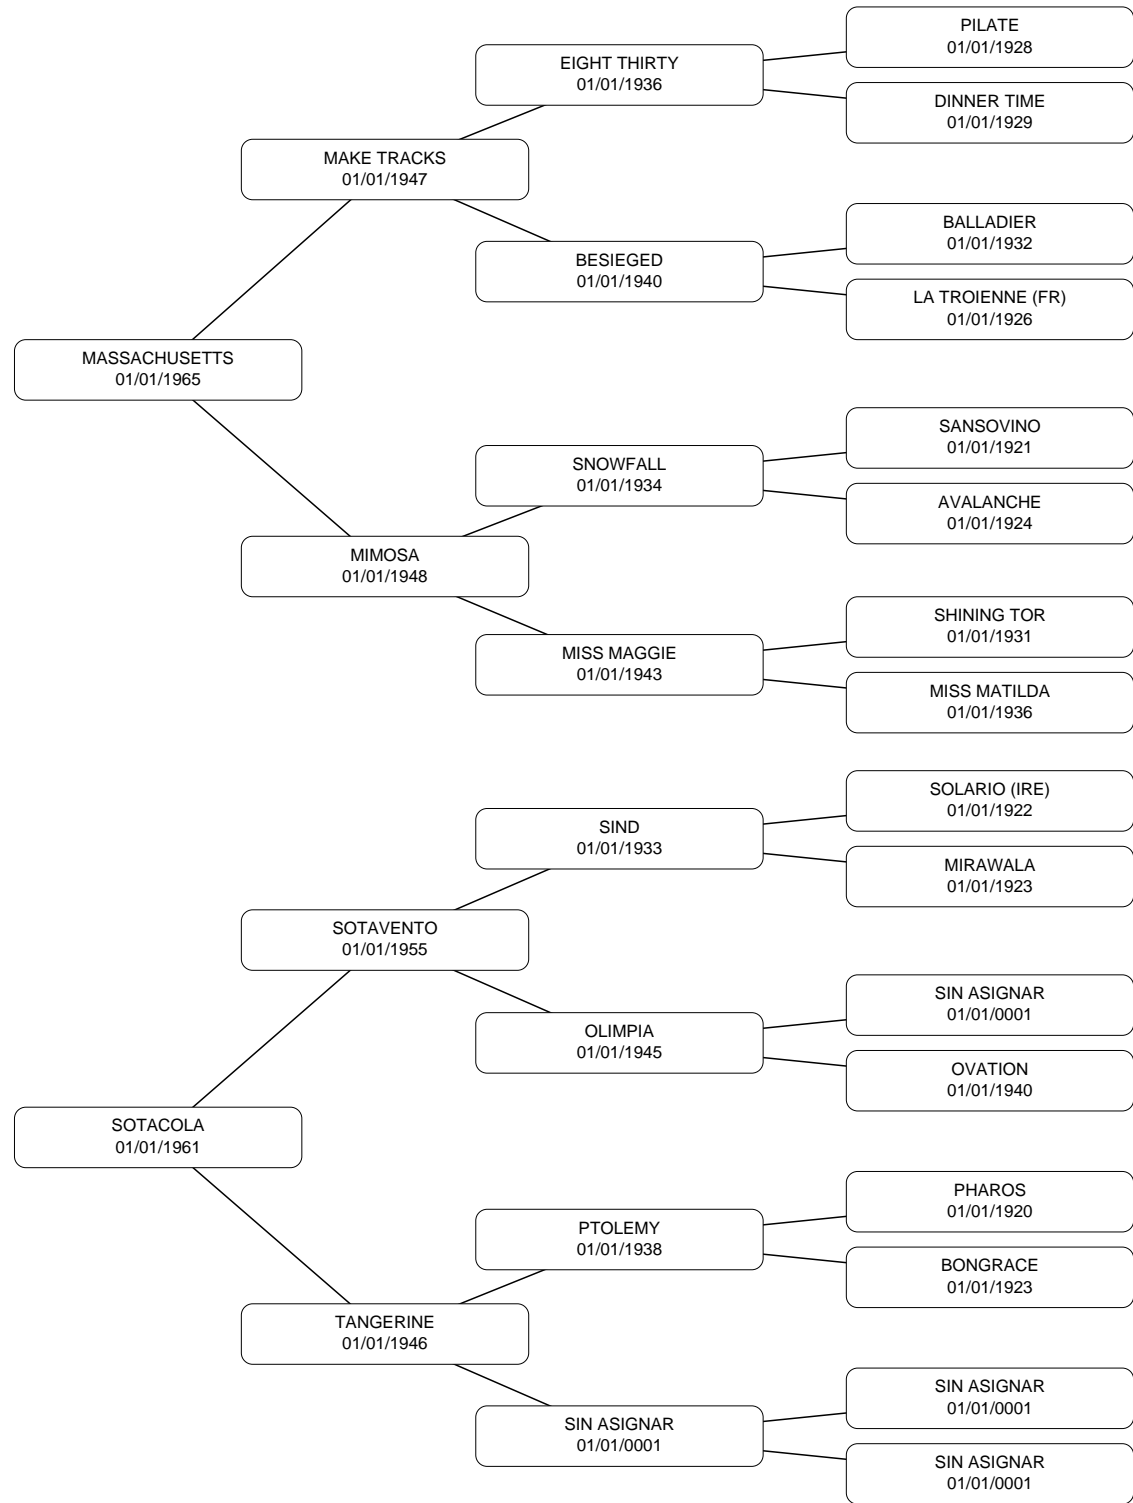 PILATE
01/01/1928
EIGHT THIRTY
01/01/1936
DINNER TIME
01/01/1929
MAKE TRACKS
01/01/1947
BALLADIER
01/01/1932
BESIEGED
01/01/1940
LA TROIENNE (FR)
01/01/1926
MASSACHUSETTS
01/01/1965
SANSOVINO
01/01/1921
SNOWFALL
01/01/1934
AVALANCHE
01/01/1924
MIMOSA
01/01/1948
SHINING TOR
01/01/1931
MISS MAGGIE
01/01/1943
MISS MATILDA
01/01/1936
SOLARIO (IRE)
01/01/1922
SIND
01/01/1933
MIRAWALA
01/01/1923
SOTAVENTO
01/01/1955
SIN ASIGNAR
01/01/0001
OLIMPIA
01/01/1945
OVATION
01/01/1940
SOTACOLA
01/01/1961
PHAROS
01/01/1920
PTOLEMY
01/01/1938
BONGRACE
01/01/1923
TANGERINE
01/01/1946
SIN ASIGNAR
01/01/0001
SIN ASIGNAR
01/01/0001
SIN ASIGNAR
01/01/0001